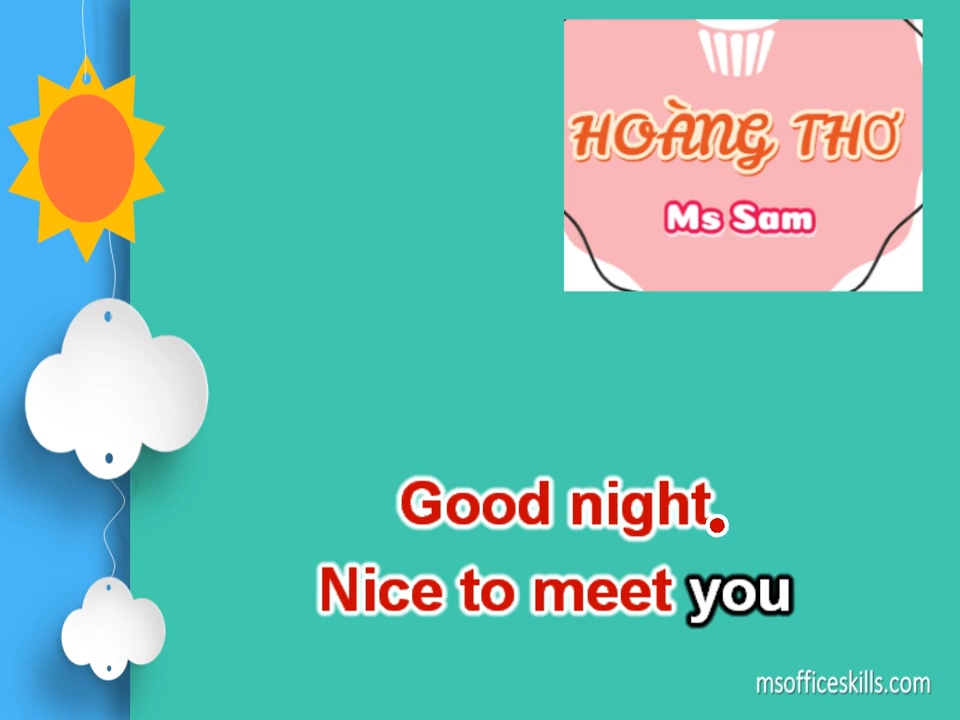 HOÀNG THƠ
Ms Sam
Good night.
Nice to meet you
msofficeskills.com